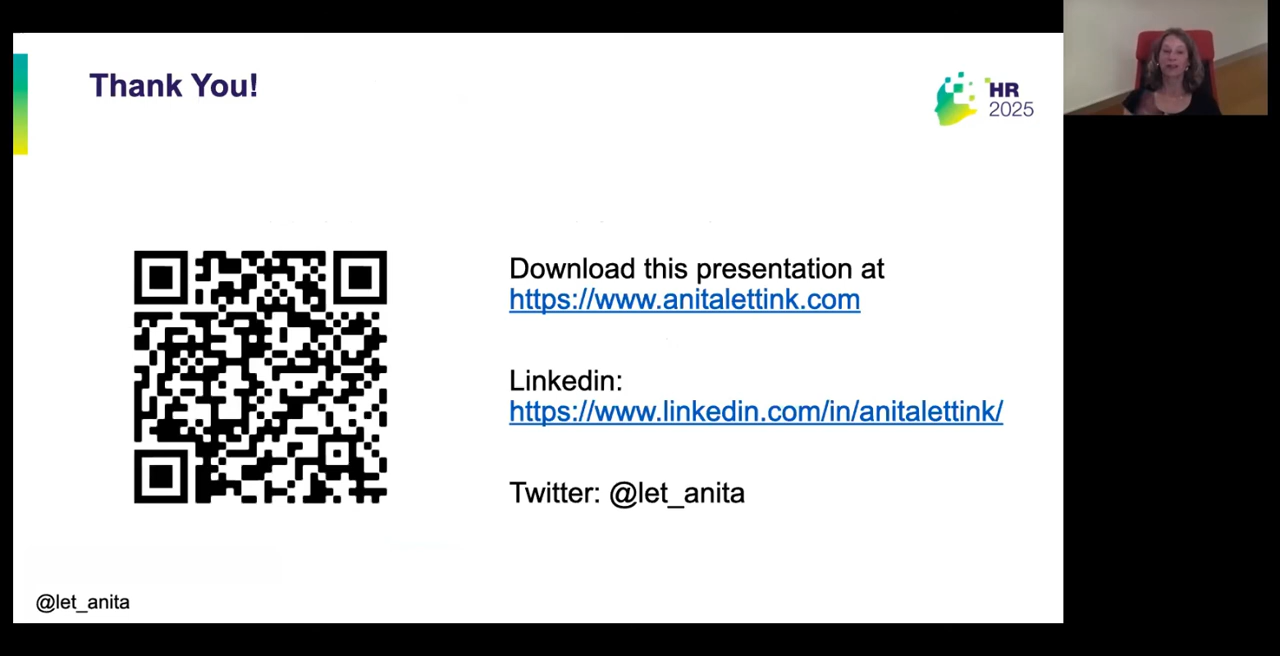 Thank You!
HR
2025
Download this presentation at
https://www.anitalettink.com
Linkedin:
https://www.linkedin.com/in/anitalettink/
Twitter: @let_anita
@let_anita